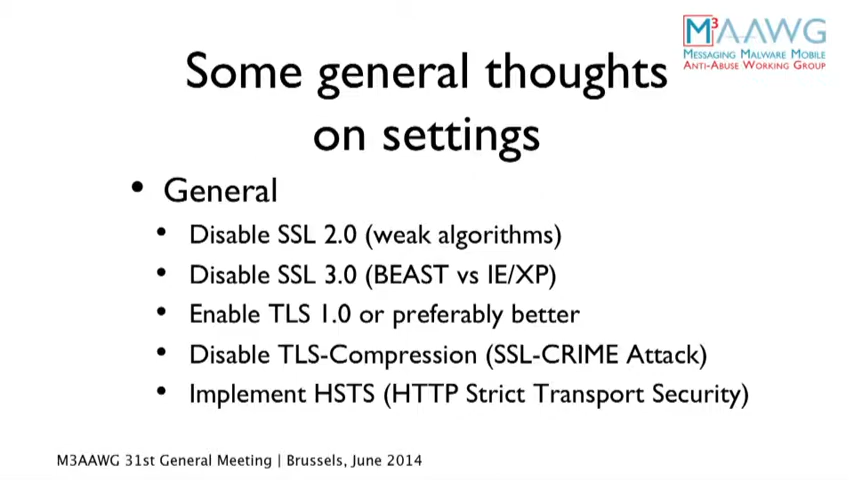 M³AAWG
MESSAGING MALWARE MOBILE
ANTI-ABUSE WORKING GROUP
Some general thoughts
on settings
• General
• Disable SSL 2.0 (weak algorithms)
• Disable SSL 3.0 (BEAST vs IE/XP)
• Enable TLS 1.0 or preferably better
• Disable TLS-Compression (SSL-CRIME Attack)
• Implement HSTS (HTTP Strict Transport Security)
M3AAWG 31st General Meeting | Brussels, June 2014